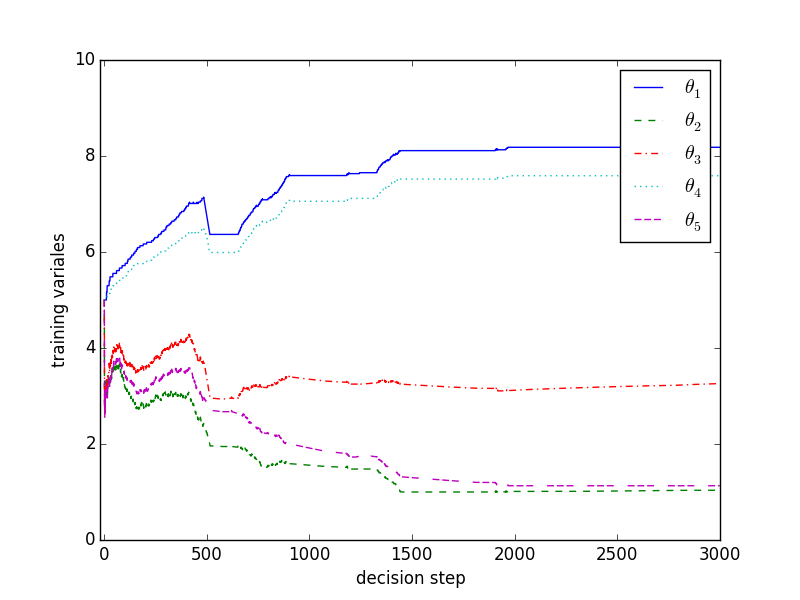 10
8
6
4
2
0
training variales
0 500 1000 1500 2000 2500 3000
decision step
θ₁
θ₂
θ₃
θ₄
θ₅